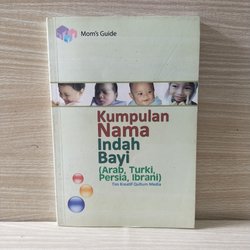 Mom's Guide
Kumpulan
Nama
Indah
Bayi
(Arab, Turki,
Persia, Ibrani)
Tim Kreatif Qultum Media